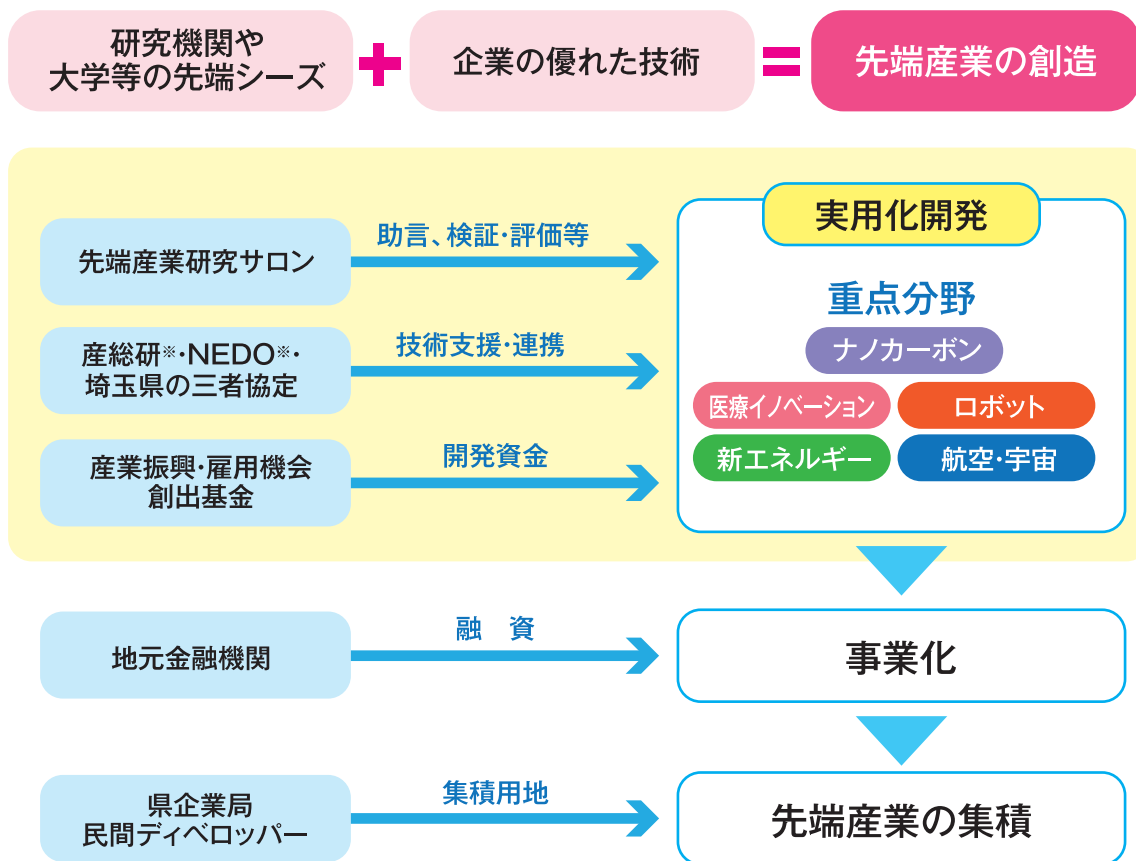 研究機関や
大学等の先端シーズ
+
企業の優れた技術
=
先端産業の創造
先端産業研究サロン
助言、検証・評価等
産総研※・NEDO※・
埼玉県の三者協定
技術支援・連携
産業振興・雇用機会
創出基金
開発資金
実用化開発
重点分野
ナノカーボン
医療イノベーション
ロボット
新エネルギー
航空・宇宙
地元金融機関
融　資
事業化
県企業局
民間ディベロッパー
集積用地
先端産業の集積